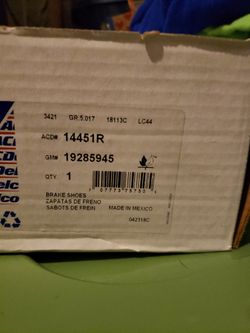 3421 GR.5.017 18113C LC44
ACD# 14451R
GM# 19285945
QTY. 1
BRAKE SHOES
ZAPATAS DE FRENO
SABOTS DE FREIN MADE IN MEXICO